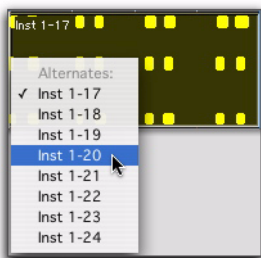 Inst 1-17
Alternates:
✓ Inst 1-17
Inst 1-18
Inst 1-19
Inst 1-20
Inst 1-21
Inst 1-22
Inst 1-23
Inst 1-24